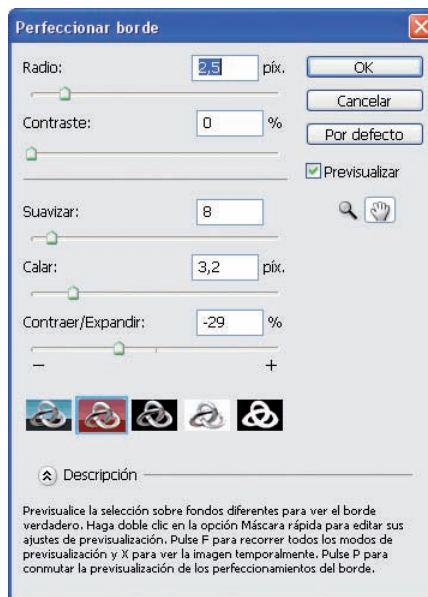 Perfeccionar borde
Radio: 2,5 píx.
OK
Contraste: 0 %
Cancelar
Por defecto
Previsualizar
Suavizar: 8
Calar: 3,2 píx.
Contraer/Expandir: -29 %
− +
Descripción
Previsualice la selección sobre fondos diferentes para ver el borde
verdadero. Haga doble clic en la opción Máscara rápida para editar sus
ajustes de previsualización. Pulse F para recorrer todos los modos de
previsualización y X para ver la imagen temporalmente. Pulse P para
conmutar la previsualización de los perfeccionamientos del borde.